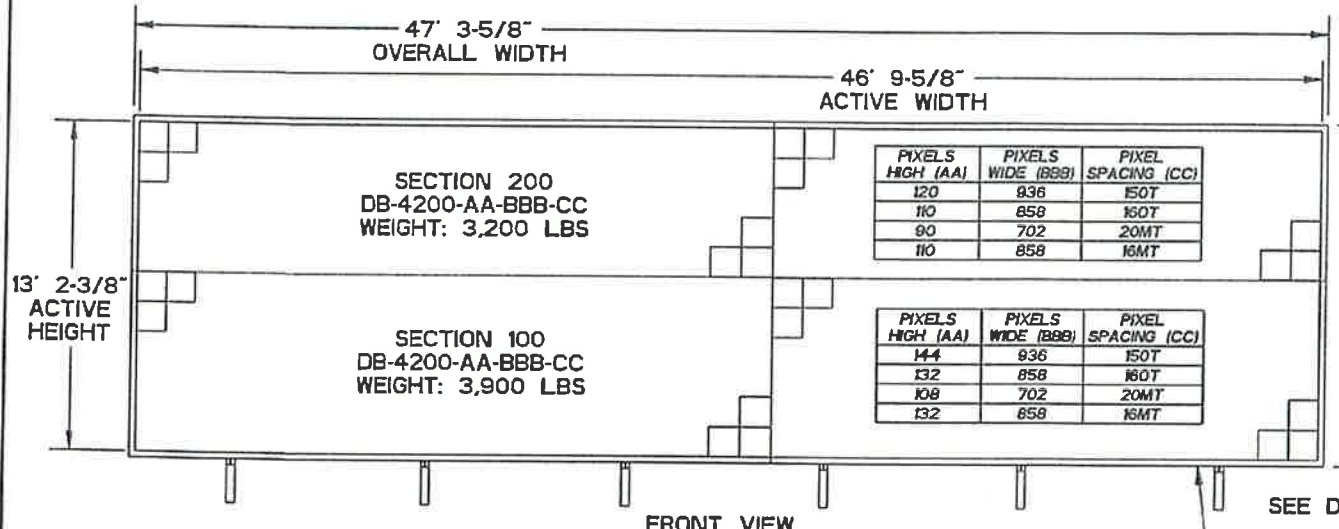 47' 3-5/8"
OVERALL WIDTH
46' 9-5/8"
ACTIVE WIDTH
13' 2-3/8"
ACTIVE
HEIGHT
SECTION 200
DB-4200-AA-BBB-CC
WEIGHT: 3,200 LBS
PIXELS HIGH (AA) PIXELS WIDE (BBB) PIXEL SPACING (CC)
120 936 150T
110 858 160T
90 702 20MT
110 858 16MT
SECTION 100
DB-4200-AA-BBB-CC
WEIGHT: 3,900 LBS
PIXELS HIGH (AA) PIXELS WIDE (BBB) PIXEL SPACING (CC)
144 936 150T
132 858 160T
108 702 20MT
132 858 16MT
SEE D
FRONT VIEW